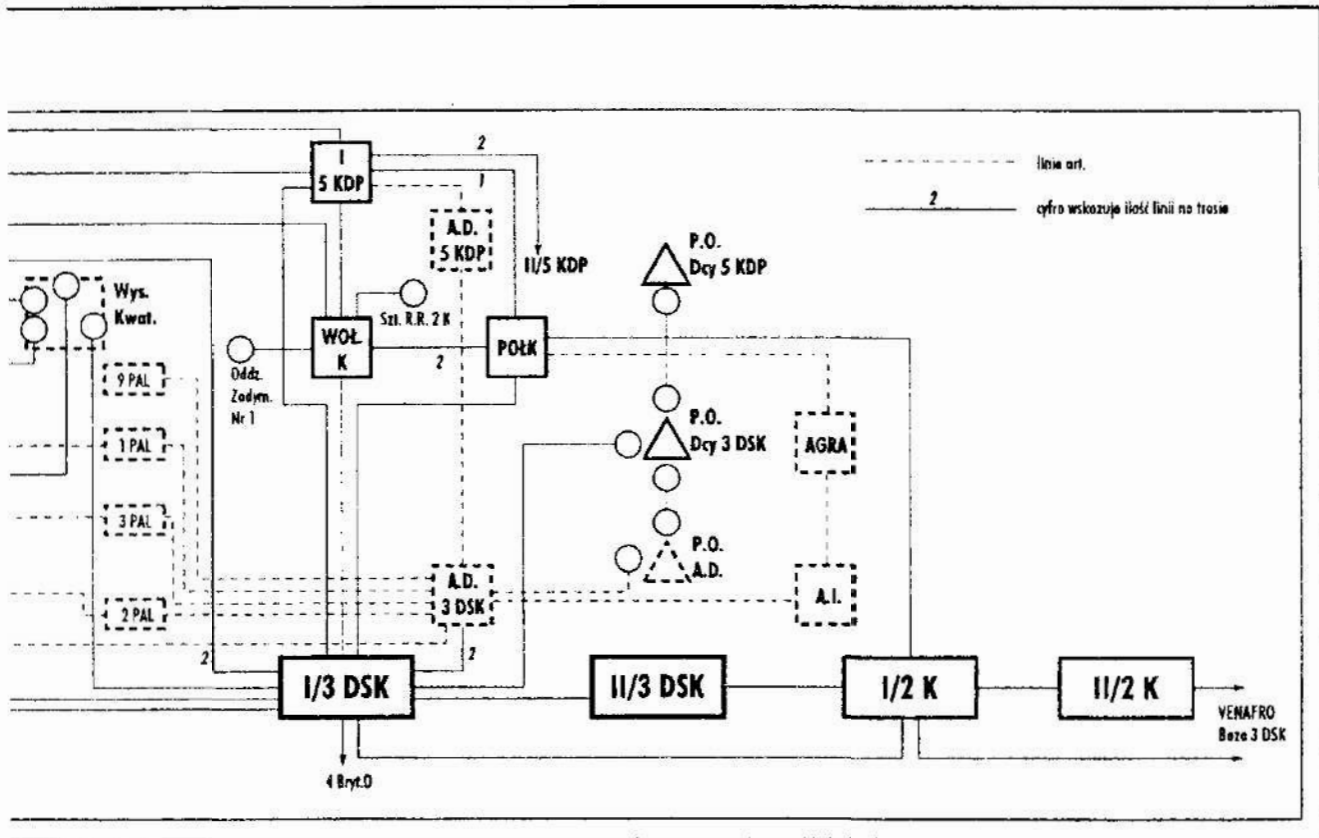 I
5 KDP
2
1
A.D.
5 KDP
II/5 KDP
linie art.
2
cyfro wskazuje ilość linii na trasie
P.O.
Dcy 5 KDP
Wys.
Kwat.
Szt. R.R. 2 K
WOŁ.
K
2
POŁK
Oddz.
Zadym.
Nr 1
9 PAL
1 PAL
3 PAL
2 PAL
P.O.
Dcy 3 DSK
AGRA
P.O.
A.D.
A.D.
3 DSK
A.I.
2
2
I/3 DSK
II/3 DSK
I/2 K
II/2 K
VENAFRO
Baza 3 DSK
4 Bryt.D